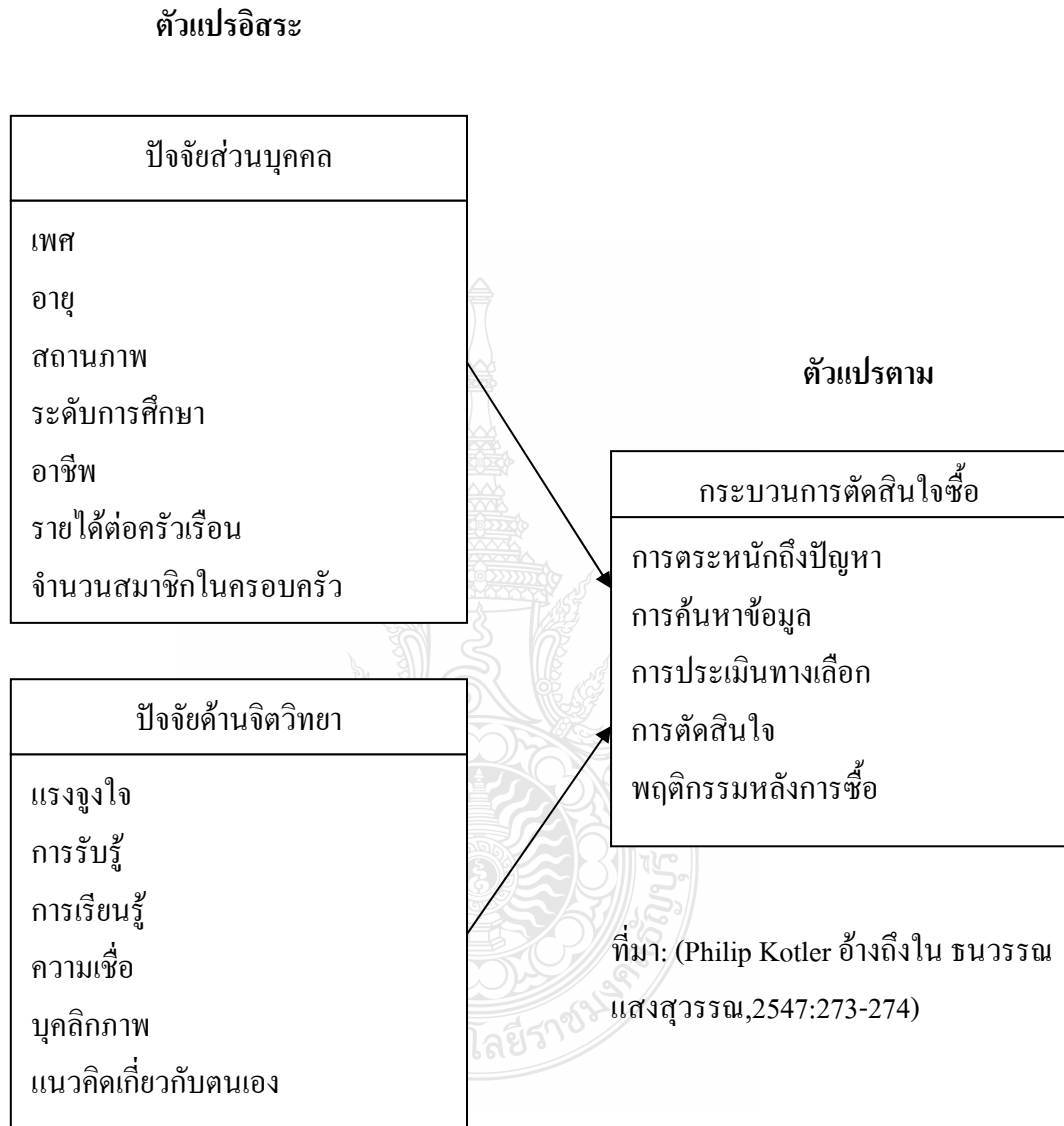 ตัวแปรอิสระ
ปัจจัยส่วนบุคคล
เพศ
อายุ
สถานภาพ
ระดับการศึกษา
อาชีพ
รายได้ต่อครัวเรือน
จำนวนสมาชิกในครอบครัว
ปัจจัยด้านจิตวิทยา
แรงจูงใจ
การรับรู้
การเรียนรู้
ความเชื่อ
บุคลิกภาพ
แนวคิดเกี่ยวกับตนเอง
ตัวแปรตาม
กระบวนการตัดสินใจซื้อ
การตระหนักถึงปัญหา
การค้นหาข้อมูล
การประเมินทางเลือก
การตัดสินใจ
พฤติกรรมหลังการซื้อ
ที่มา: (Philip Kotler อ้างถึงใน ธนวรรณ
แสงสุวรรณ,2547:273-274)